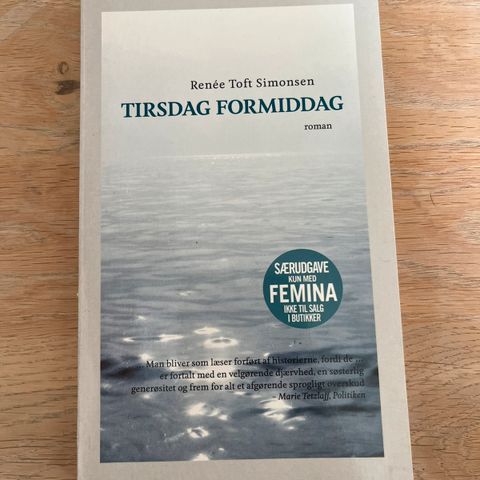 Renée Toft Simonsen
TIRSDAG FORMIDDAG
roman
SÆRUDGAVE
KUN MED
FEMINA
IKKE TIL SALG
I BUTIKKER
... Man bliver som læser forført af historierne, fordi de ...
er fortalt med en velgørende djærvhed, en søsterlig
generøsitet og frem for alt et afgørende sprogligt overskud
– Marie Tetzlaff, Politiken